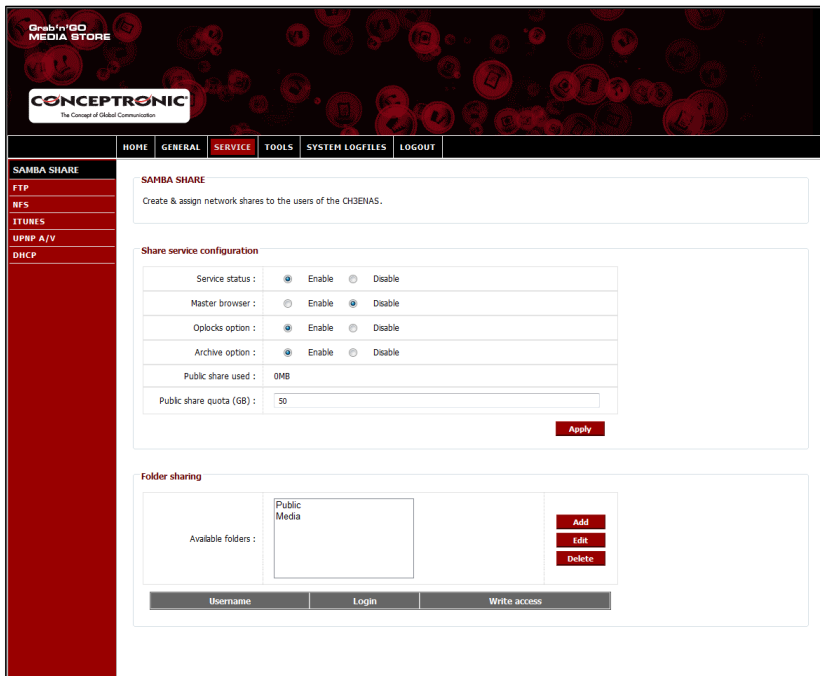 Grab'n'GO
MEDIA STORE
CONCEPTRONIC
The Concept of Global Communication
HOME GENERAL SERVICE TOOLS SYSTEM LOGFILES LOGOUT
SAMBA SHARE
FTP
NFS
ITUNES
UPNP A/V
DHCP
SAMBA SHARE
Create & assign network shares to the users of the CH3ENAS.
Share service configuration
Service status : Enable Disable
Master browser : Enable Disable
Oplocks option : Enable Disable
Archive option : Enable Disable
Public share used : 0MB
Public share quota (GB) : 50
Apply
Folder sharing
Available folders :
Public
Media
Add
Edit
Delete
Username Login Write access